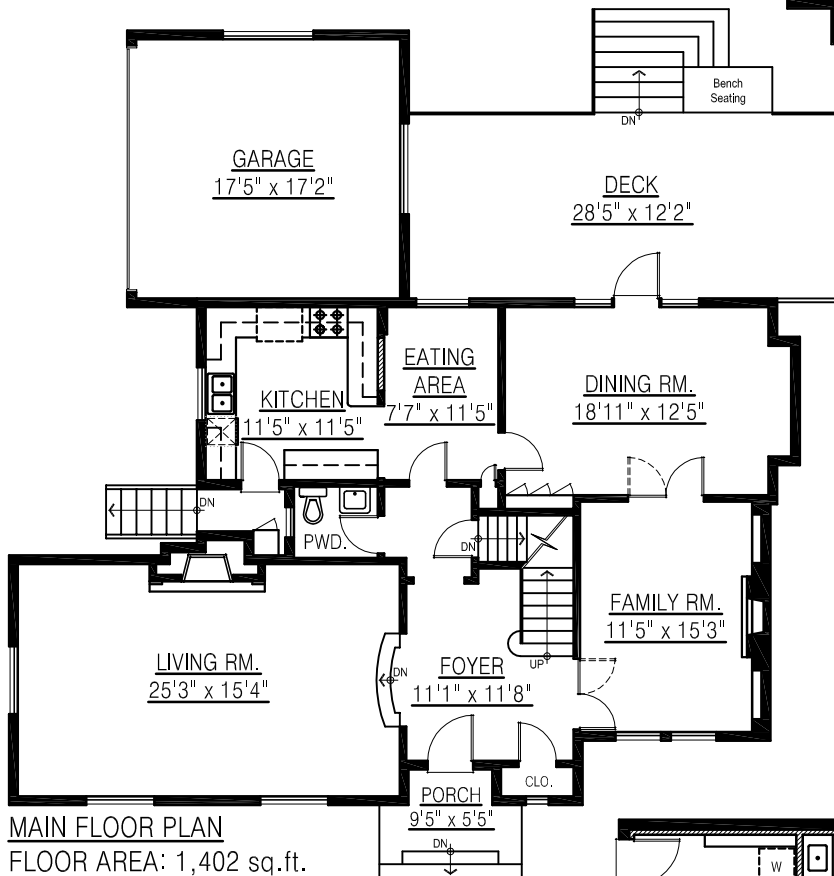 Bench
Seating
DN
GARAGE
17'5" x 17'2"
DECK
28'5" x 12'2"
EATING
AREA
7'7" x 11'5"
KITCHEN
11'5" x 11'5"
DINING RM.
18'11" x 12'5"
DN
PWD.
DN
FAMILY RM.
11'5" x 15'3"
LIVING RM.
25'3" x 15'4"
DN
FOYER
11'1" x 11'8"
UP
CLO.
PORCH
9'5" x 5'5"
DN
MAIN FLOOR PLAN
FLOOR AREA: 1,402 sq.ft.
W